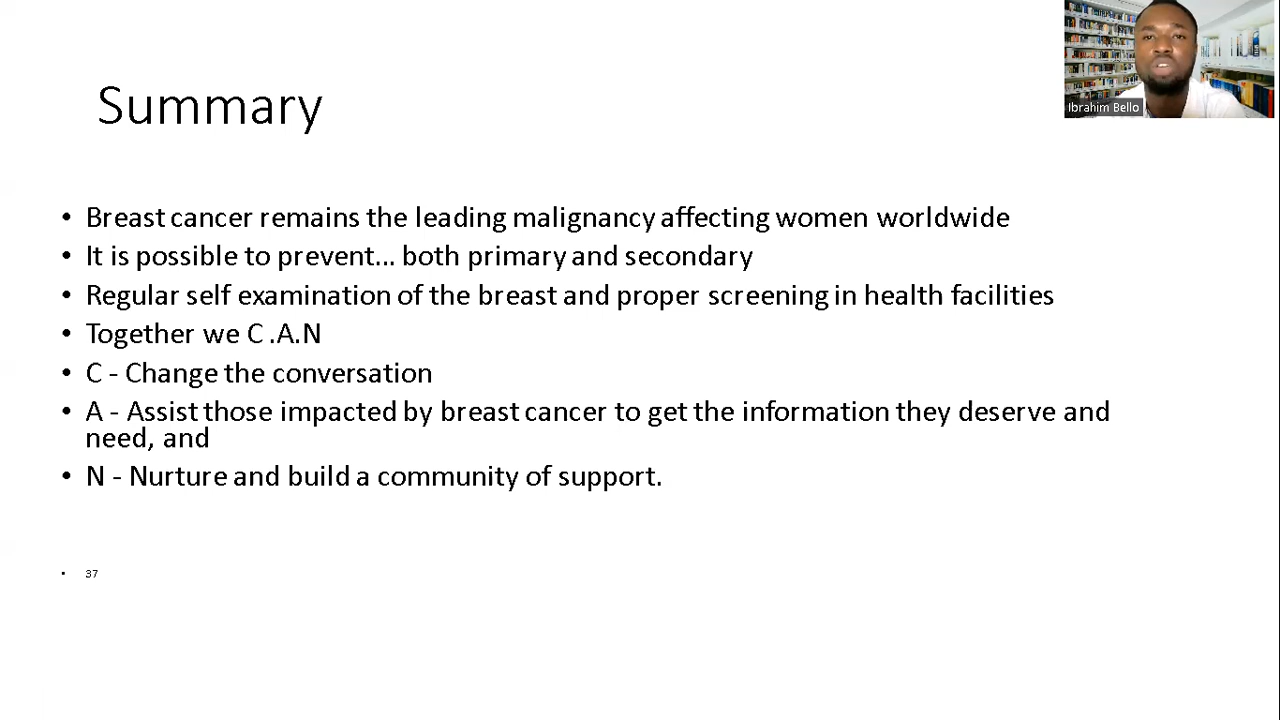 Summary
Ibrahim Bello
• Breast cancer remains the leading malignancy affecting women worldwide
• It is possible to prevent... both primary and secondary
• Regular self examination of the breast and proper screening in health facilities
• Together we C .A.N
• C - Change the conversation
• A - Assist those impacted by breast cancer to get the information they deserve and
need, and
• N - Nurture and build a community of support.
• 37